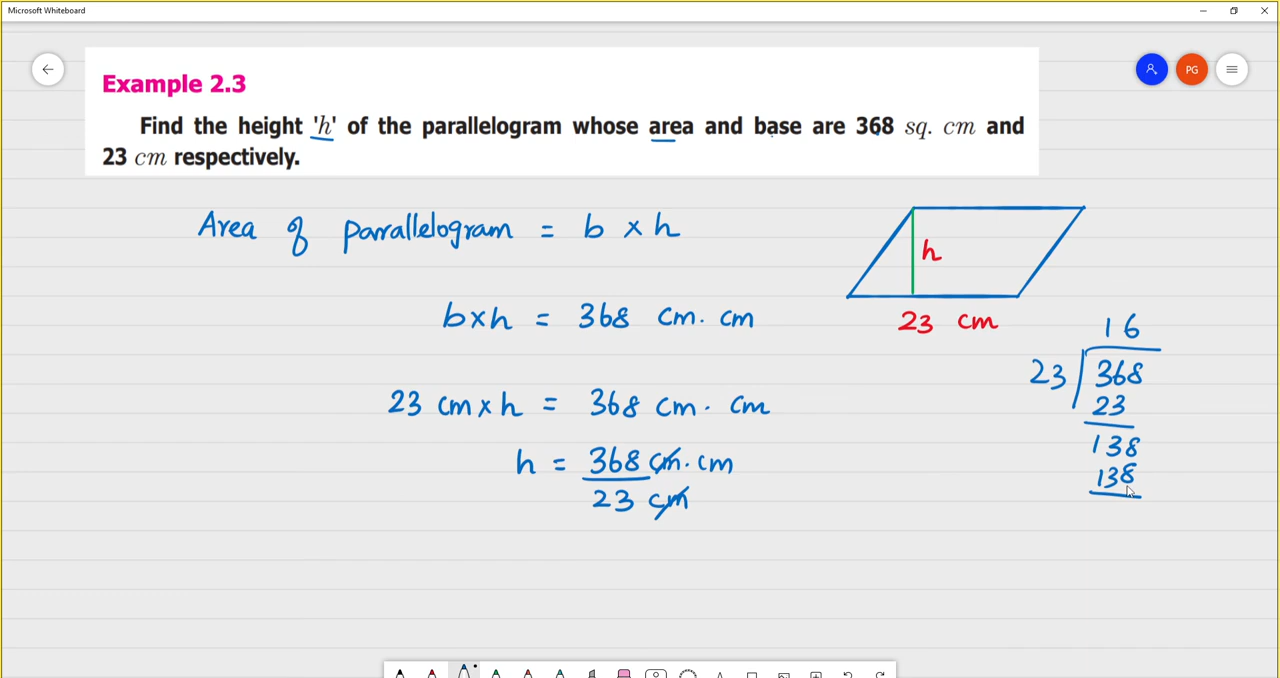 Microsoft Whiteboard
PG
Example 2.3
Find the height 'h' of the parallelogram whose area and base are 368 sq. cm and
23 cm respectively.
Area of parallelogram = b × h
h
23 cm
b×h = 368 cm. cm
23 cm × h = 368 cm. cm
h = 368 cm. cm
23 cm
16
23 368
23
138
138